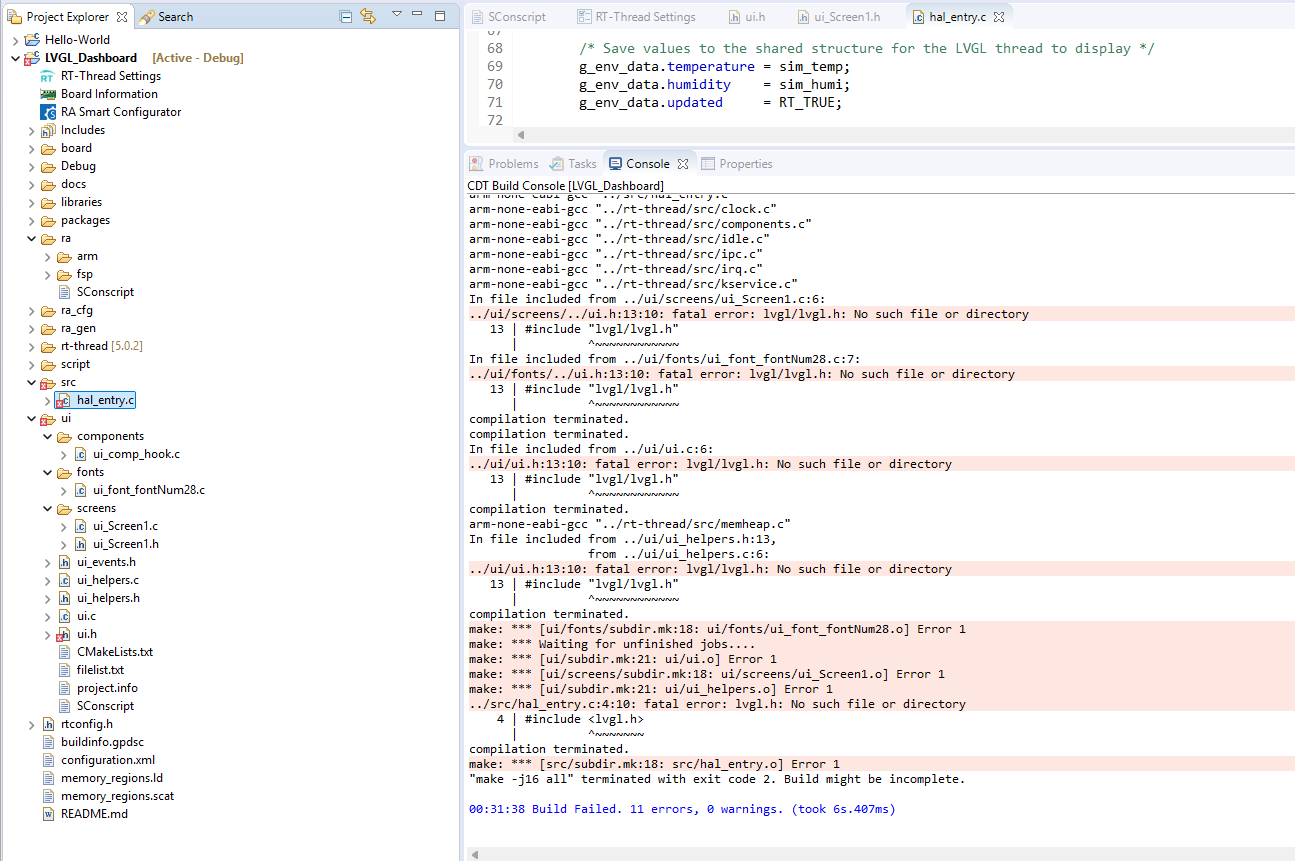 Project Explorer
Search
Hello-World
LVGL_Dashboard [Active - Debug]
RT-Thread Settings
Board Information
RA Smart Configurator
Includes
board
Debug
docs
libraries
packages
ra
arm
fsp
SConscript
ra_cfg
ra_gen
rt-thread [5.0.2]
script
src
hal_entry.c
ui
components
ui_comp_hook.c
fonts
ui_font_fontNum28.c
screens
ui_Screen1.c
ui_Screen1.h
ui_events.h
ui_helpers.c
ui_helpers.h
ui.c
ui.h
CMakeLists.txt
filelist.txt
project.info
SConscript
rtconfig.h
buildinfo.gpdsc
configuration.xml
memory_regions.ld
memory_regions.scat
README.md
SConscript RT-Thread Settings ui.h ui_Screen1.h hal_entry.c
67
68 /* Save values to the shared structure for the LVGL thread to display */
69 g_env_data.temperature = sim_temp;
70 g_env_data.humidity    = sim_humi;
71 g_env_data.updated     = RT_TRUE;
72
Problems Tasks Console Properties
CDT Build Console [LVGL_Dashboard]
arm-none-eabi-gcc "../src/hal_entry.c"
arm-none-eabi-gcc "../rt-thread/src/clock.c"
arm-none-eabi-gcc "../rt-thread/src/components.c"
arm-none-eabi-gcc "../rt-thread/src/idle.c"
arm-none-eabi-gcc "../rt-thread/src/ipc.c"
arm-none-eabi-gcc "../rt-thread/src/irq.c"
arm-none-eabi-gcc "../rt-thread/src/kservice.c"
In file included from ../ui/screens/ui_Screen1.c:6:
../ui/screens/../ui.h:13:10: fatal error: lvgl/lvgl.h: No such file or directory
13 | #include "lvgl/lvgl.h"
| ^~~~~~~~~~~~~
In file included from ../ui/fonts/ui_font_fontNum28.c:7:
../ui/fonts/../ui.h:13:10: fatal error: lvgl/lvgl.h: No such file or directory
13 | #include "lvgl/lvgl.h"
| ^~~~~~~~~~~~~
compilation terminated.
compilation terminated.
In file included from ../ui/ui.c:6:
../ui/ui.h:13:10: fatal error: lvgl/lvgl.h: No such file or directory
13 | #include "lvgl/lvgl.h"
| ^~~~~~~~~~~~~
compilation terminated.
arm-none-eabi-gcc "../rt-thread/src/memheap.c"
In file included from ../ui/ui_helpers.h:13,
from ../ui/ui_helpers.c:6:
../ui/ui.h:13:10: fatal error: lvgl/lvgl.h: No such file or directory
13 | #include "lvgl/lvgl.h"
| ^~~~~~~~~~~~~
compilation terminated.
make: *** [ui/fonts/subdir.mk:18: ui/fonts/ui_font_fontNum28.o] Error 1
make: *** Waiting for unfinished jobs....
make: *** [ui/subdir.mk:21: ui/ui.o] Error 1
make: *** [ui/screens/subdir.mk:18: ui/screens/ui_Screen1.o] Error 1
make: *** [ui/subdir.mk:21: ui/ui_helpers.o] Error 1
../src/hal_entry.c:4:10: fatal error: lvgl.h: No such file or directory
4 | #include <lvgl.h>
| ^~~~~~~~
compilation terminated.
make: *** [src/subdir.mk:18: src/hal_entry.o] Error 1
"make -j16 all" terminated with exit code 2. Build might be incomplete.
00:31:38 Build Failed. 11 errors, 0 warnings. (took 6s.407ms)